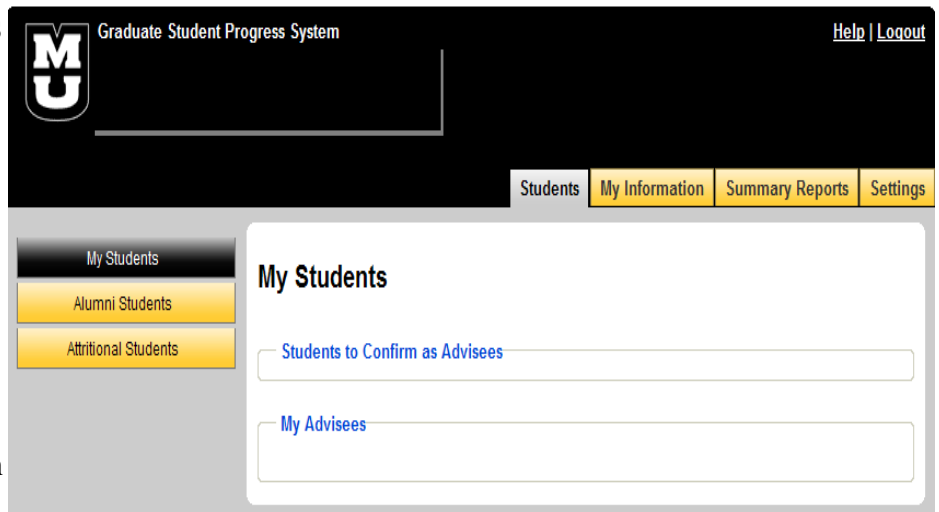 MU
Graduate Student Progress System
Help | Logout
Students My Information Summary Reports Settings
My Students
Alumni Students
Attritional Students
My Students
Students to Confirm as Advisees
My Advisees